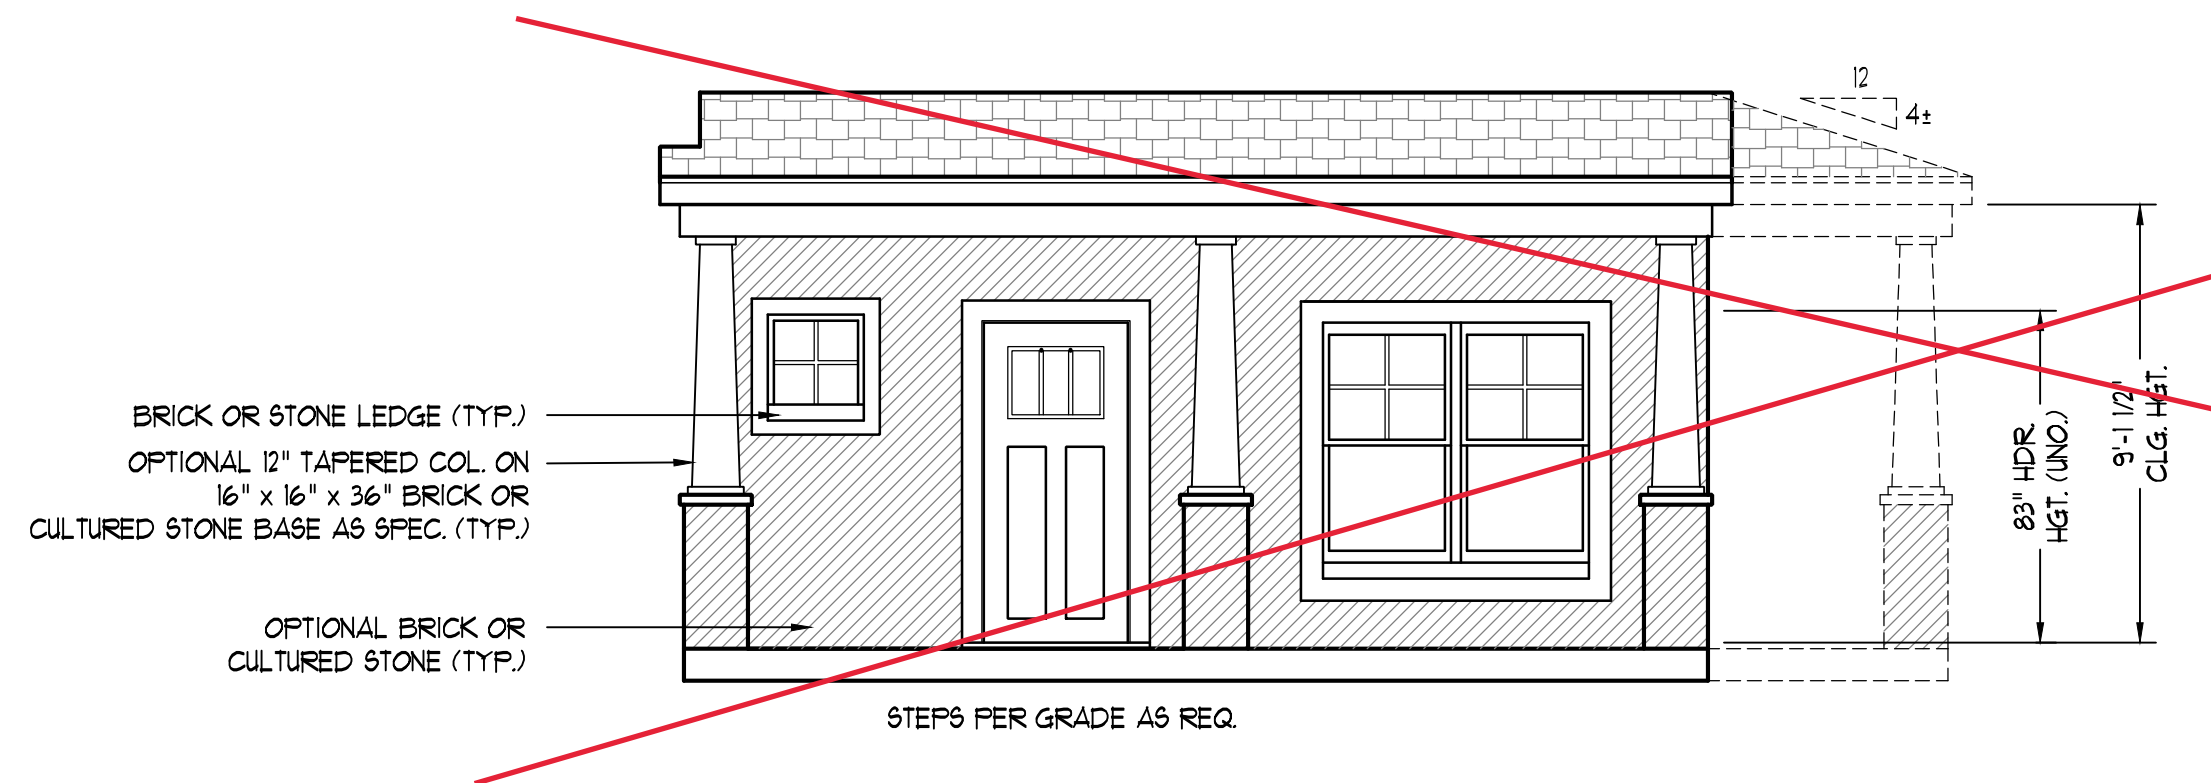 12
4±
BRICK OR STONE LEDGE (TYP.)
OPTIONAL 12" TAPERED COL. ON
16" x 16" x 36" BRICK OR
CULTURED STONE BASE AS SPEC. (TYP.)
OPTIONAL BRICK OR
CULTURED STONE (TYP.)
83" HDR.
HGT. (UNO.)
9'-1 1/2"
CLG. HGT.
STEPS PER GRADE AS REQ.